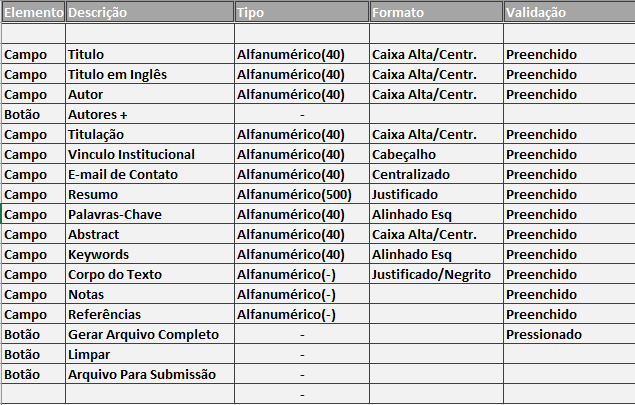 Elemento Descrição Tipo Formato Validação
Campo Titulo Alfanumérico(40) Caixa Alta/Centr. Preenchido
Campo Titulo em Inglês Alfanumérico(40) Caixa Alta/Centr. Preenchido
Campo Autor Alfanumérico(40) Caixa Alta/Centr. Preenchido
Botão Autores + -
Campo Titulação Alfanumérico(40) Caixa Alta/Centr. Preenchido
Campo Vinculo Institucional Alfanumérico(40) Cabeçalho Preenchido
Campo E-mail de Contato Alfanumérico(40) Centralizado Preenchido
Campo Resumo Alfanumérico(500) Justificado Preenchido
Campo Palavras-Chave Alfanumérico(40) Alinhado Esq Preenchido
Campo Abstract Alfanumérico(40) Caixa Alta/Centr. Preenchido
Campo Keywords Alfanumérico(40) Alinhado Esq Preenchido
Campo Corpo do Texto Alfanumérico(-) Justificado/Negrito Preenchido
Campo Notas Alfanumérico(-) Preenchido
Campo Referências Alfanumérico(-) Preenchido
Botão Gerar Arquivo Completo - Pressionado
Botão Limpar -
Botão Arquivo Para Submissão -
-